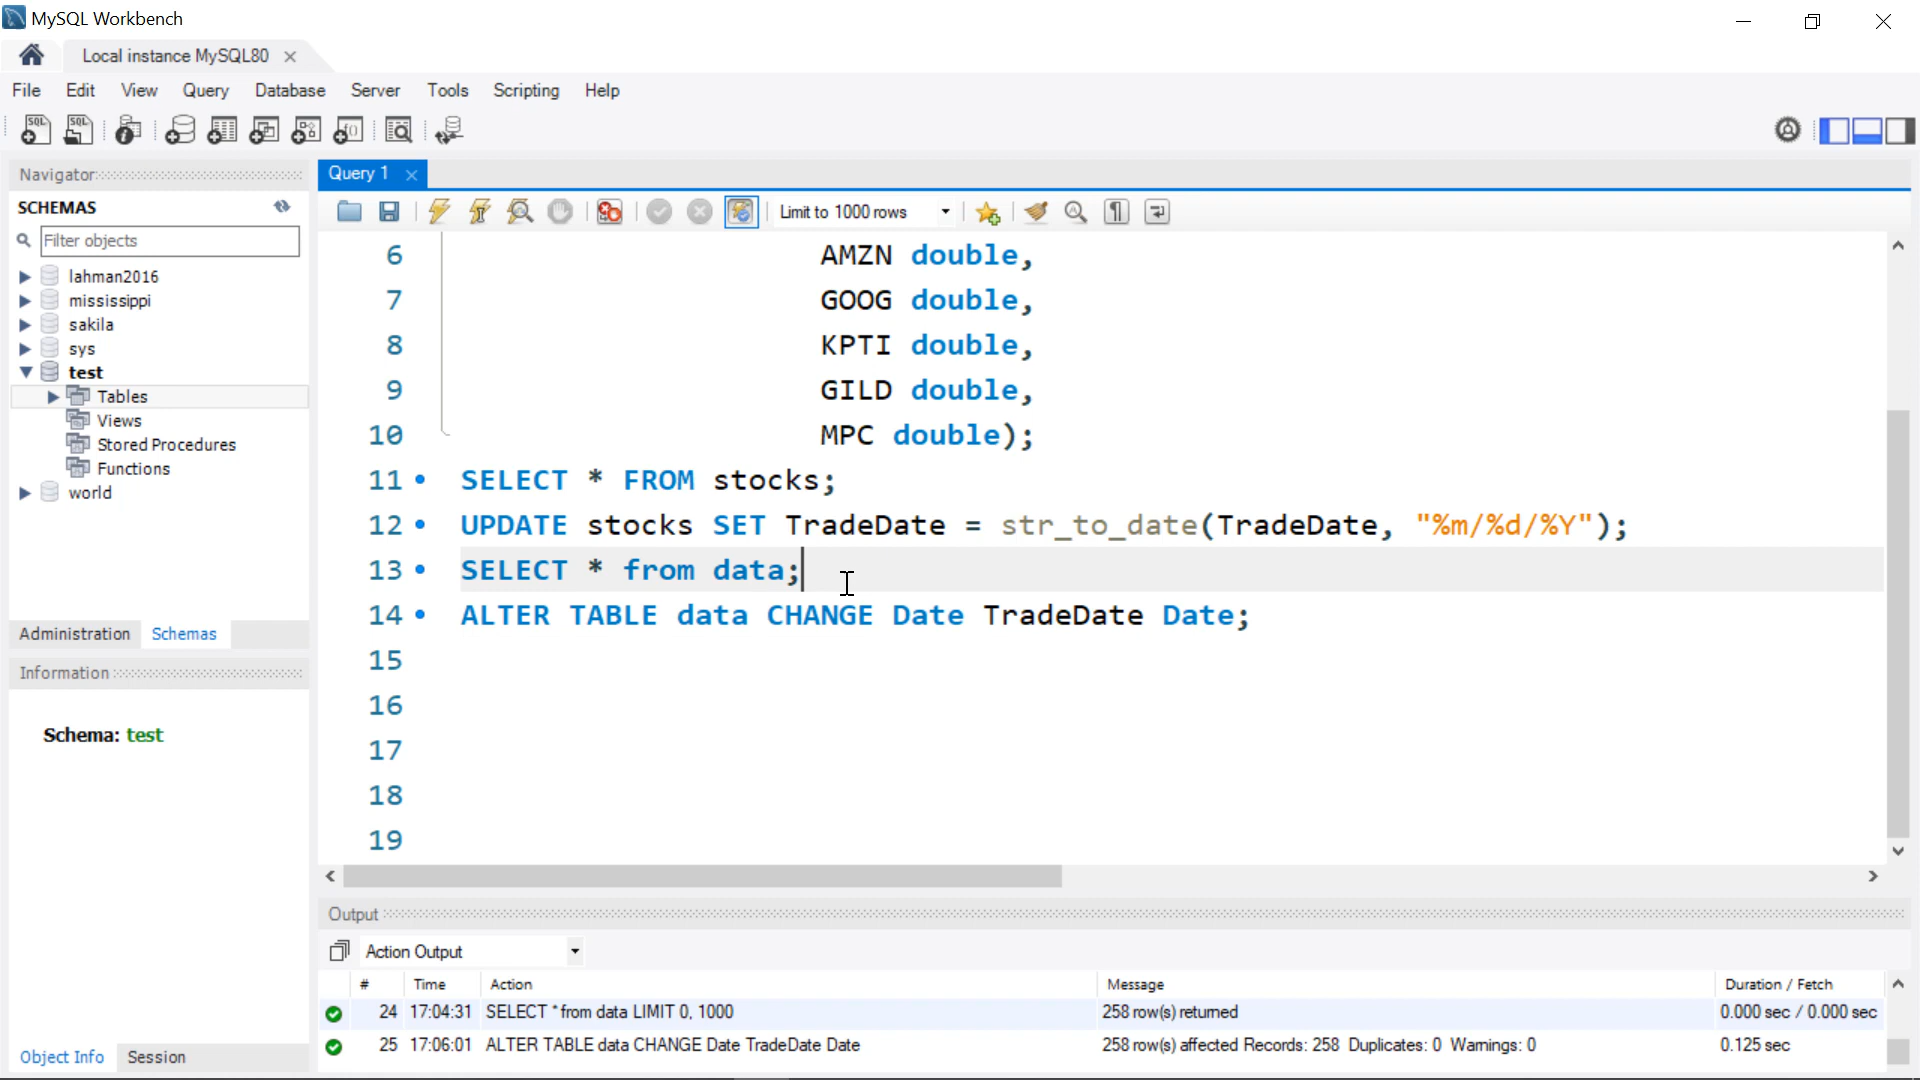 MySQL Workbench
Local instance MySQL80
File Edit View Query Database Server Tools Scripting Help
Navigator
Query 1
SCHEMAS
Limit to 1000 rows
Filter objects
lahman2016
mississippi
sakila
sys
test
Tables
Views
Stored Procedures
Functions
world
6 AMZN double,
7 GOOG double,
8 KPTI double,
9 GILD double,
10 MPC double);
11 SELECT * FROM stocks;
12 UPDATE stocks SET TradeDate = str_to_date(TradeDate, "%m/%d/%Y");
13 SELECT * from data;
14 ALTER TABLE data CHANGE Date TradeDate Date;
15
16
17
18
19
Administration Schemas
Information
Schema: test
Object Info Session
Output
Action Output
# Time Action Message Duration / Fetch
24 17:04:31 SELECT * from data LIMIT 0, 1000 258 row(s) returned 0.000 sec / 0.000 sec
25 17:06:01 ALTER TABLE data CHANGE Date TradeDate Date 258 row(s) affected Records: 258 Duplicates: 0 Warnings: 0 0.125 sec